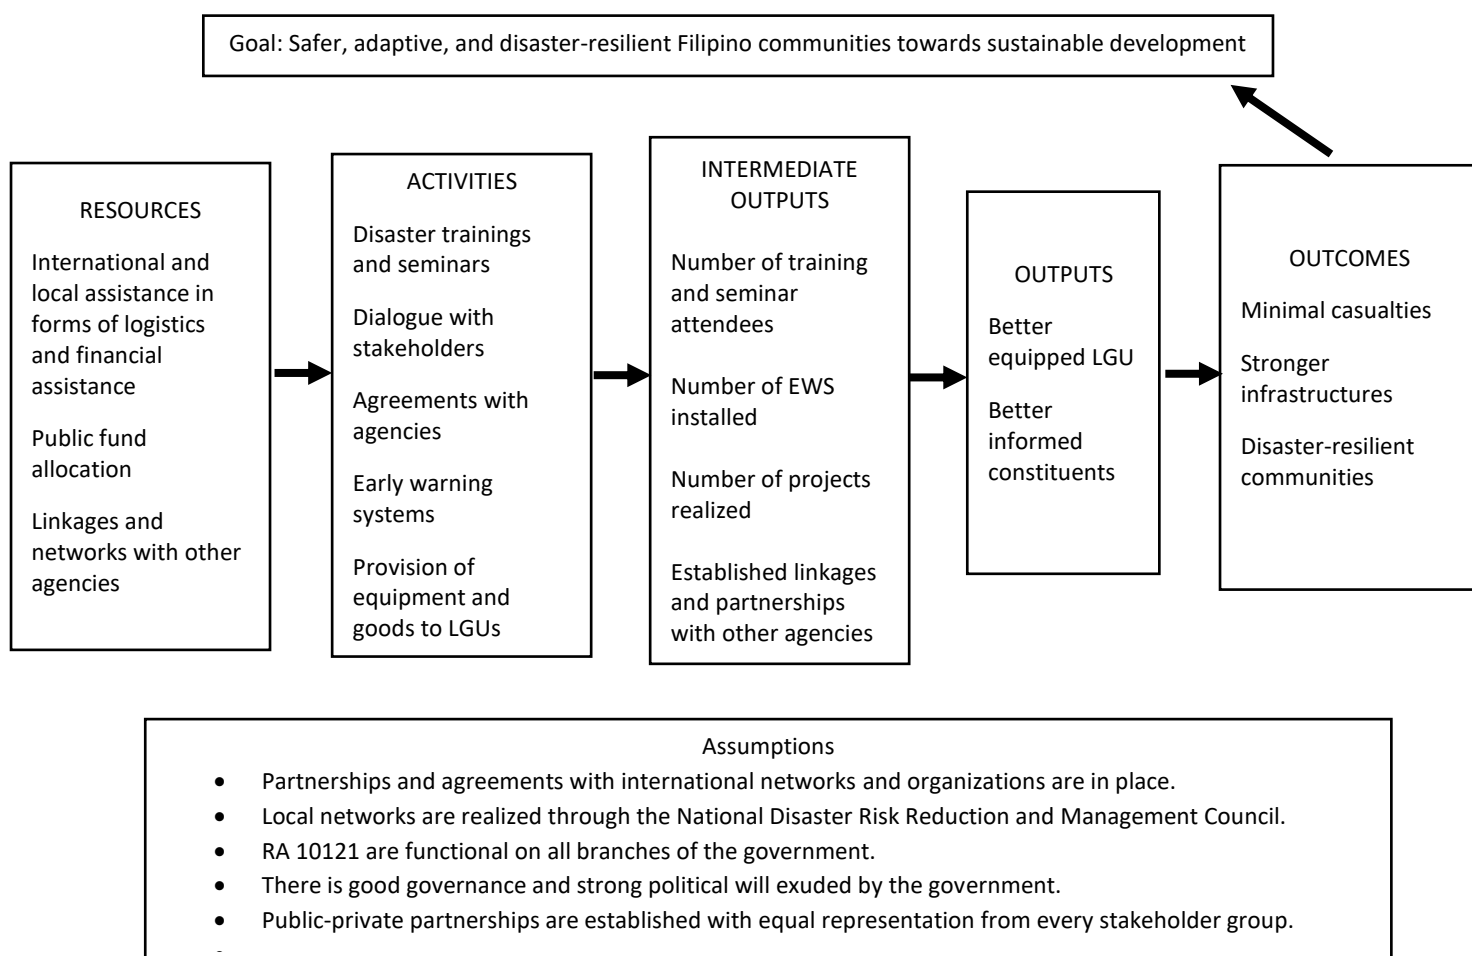 Goal: Safer, adaptive, and disaster-resilient Filipino communities towards sustainable development
RESOURCES
International and
local assistance in
forms of logistics
and financial
assistance
Public fund
allocation
Linkages and
networks with other
agencies
ACTIVITIES
Disaster trainings
and seminars
Dialogue with
stakeholders
Agreements with
agencies
Early warning
systems
Provision of
equipment and
goods to LGUs
INTERMEDIATE
OUTPUTS
Number of training
and seminar
attendees
Number of EWS
installed
Number of projects
realized
Established linkages
and partnerships
with other agencies
OUTPUTS
Better
equipped LGU
Better
informed
constituents
OUTCOMES
Minimal casualties
Stronger
infrastructures
Disaster-resilient
communities
Assumptions
• Partnerships and agreements with international networks and organizations are in place.
• Local networks are realized through the National Disaster Risk Reduction and Management Council.
• RA 10121 are functional on all branches of the government.
• There is good governance and strong political will exuded by the government.
• Public-private partnerships are established with equal representation from every stakeholder group.